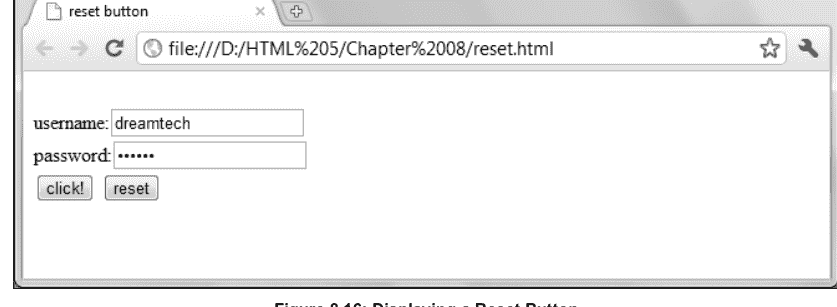 reset button
file:///D:/HTML%205/Chapter%2008/reset.html
username: dreamtech
password: ••••••
click! reset
Figure 8.16: Displaying a Reset Button